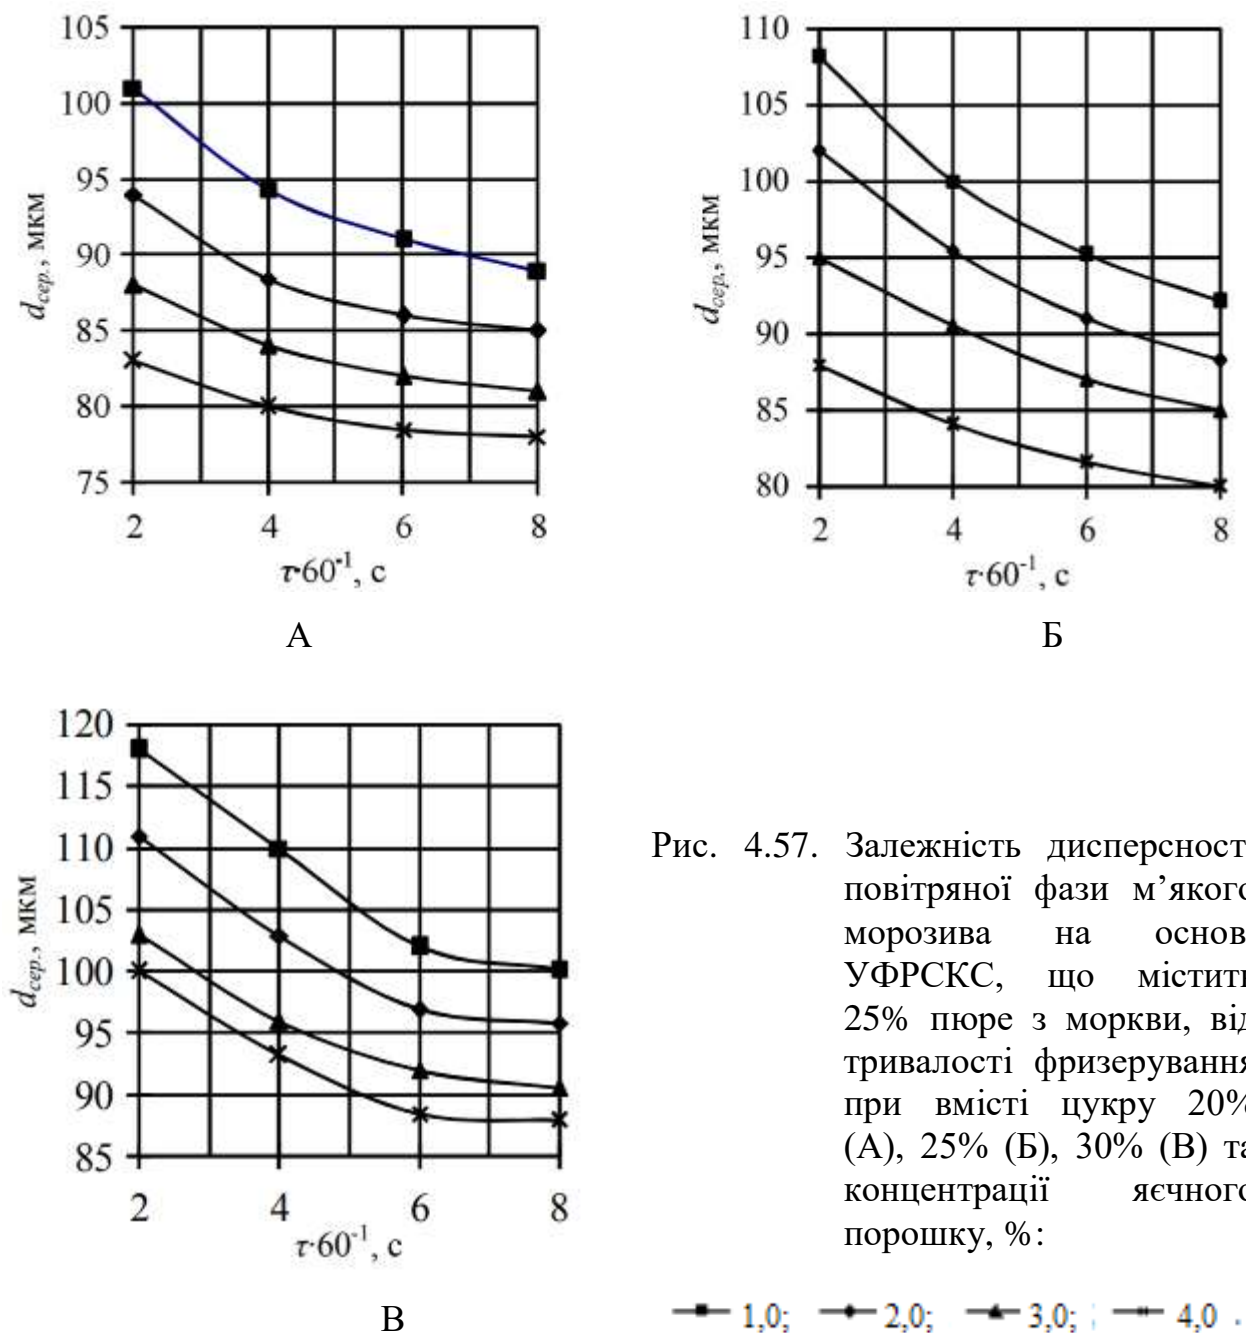 105
100
95
90
85
80
75
dсер., мкм
2 4 6 8
τ·60-1, с
А
110
105
100
95
90
85
80
dсер., мкм
2 4 6 8
τ·60-1, с
Б
120
115
110
105
100
95
90
85
dсер., мкм
2 4 6 8
τ·60-1, с
В
Рис. 4.57. Залежність дисперсност
повітряної фази м’якого
морозива на основ
УФРСКС, що містить
25% пюре з моркви, від
тривалості фризерування
при вмісті цукру 20%
(А), 25% (Б), 30% (В) та
концентрації яєчного
порошку, %:
1,0; 2,0; 3,0; 4,0 .